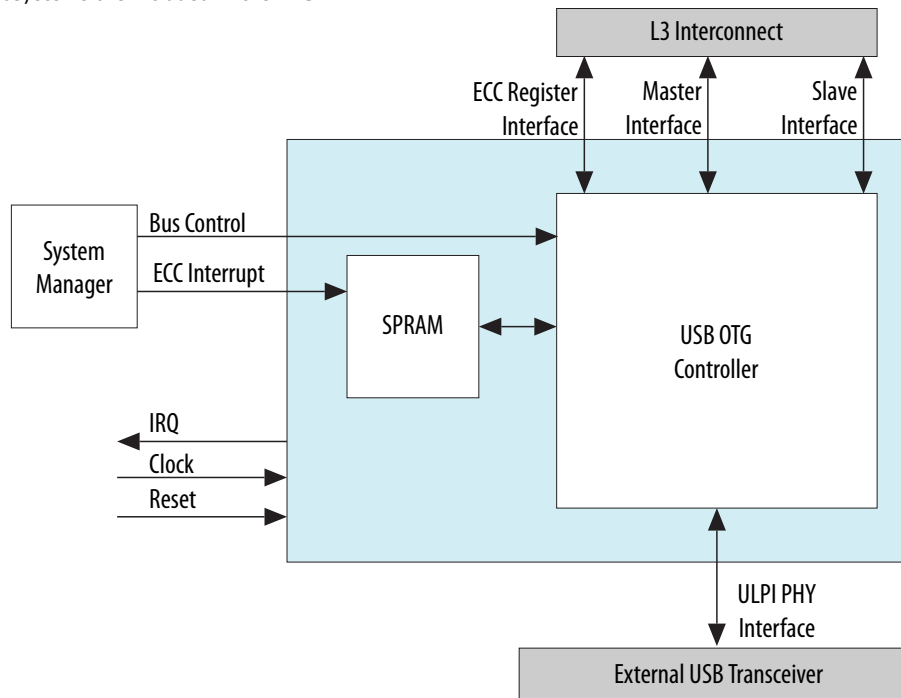 L3 Interconnect
ECC Register
Interface
Master
Interface
Slave
Interface
System
Manager
Bus Control
ECC Interrupt
SPRAM
USB OTG
Controller
IRQ
Clock
Reset
ULPI PHY
Interface
External USB Transceiver